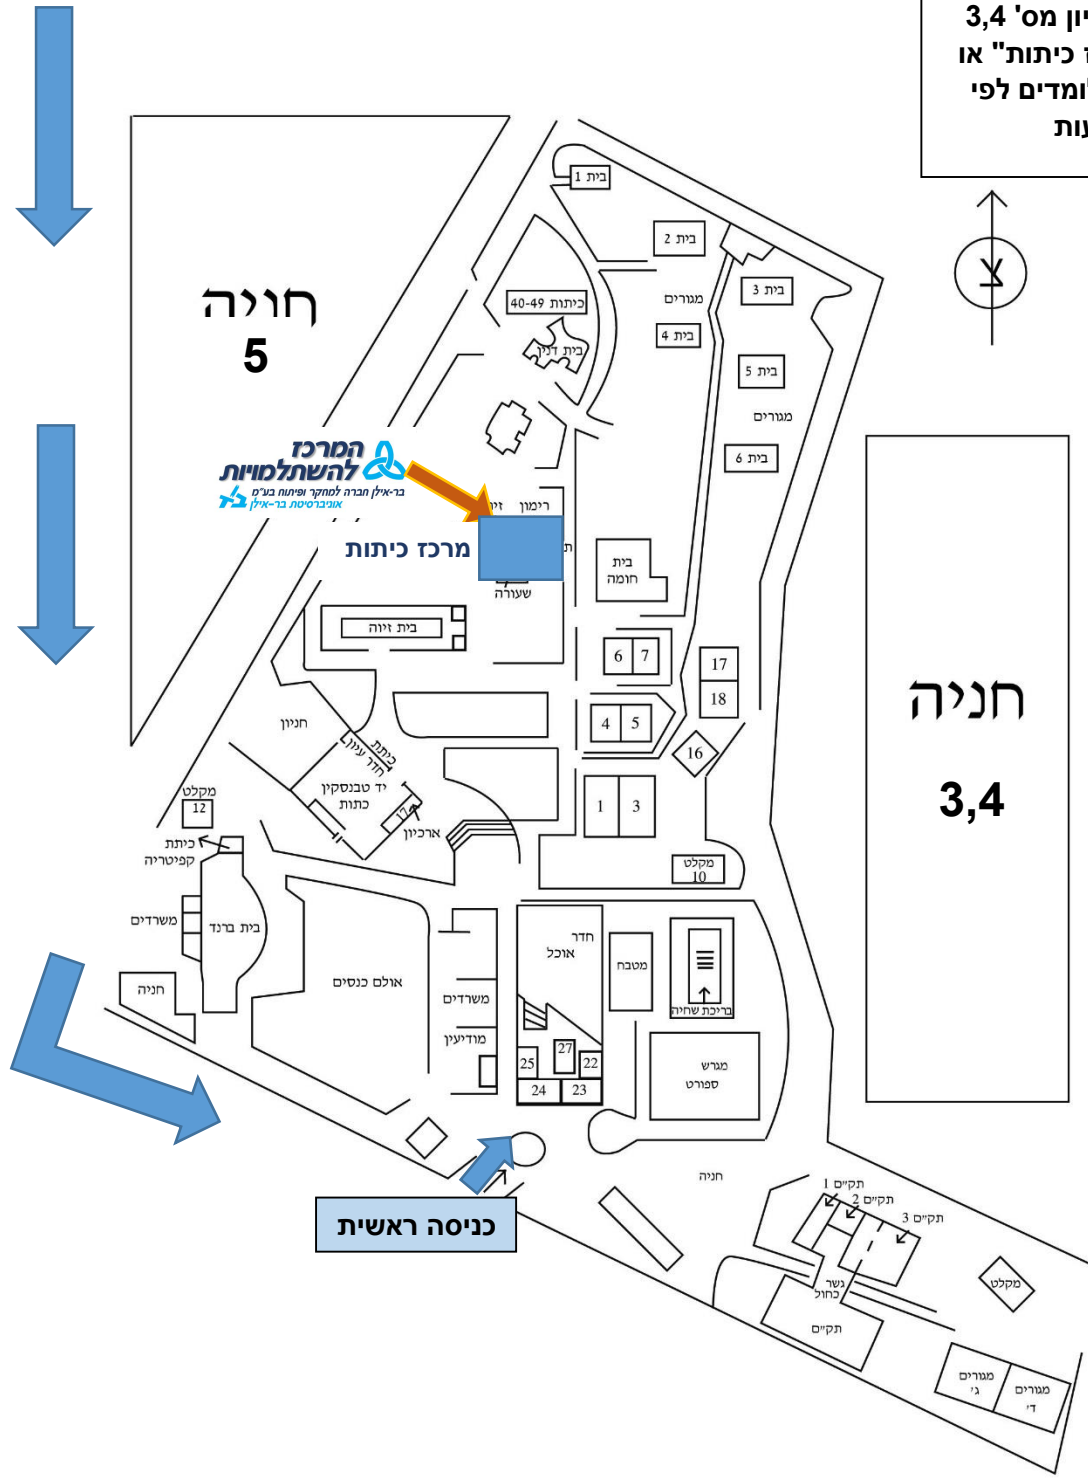 מס' 3,4
כיתות" או
לפי
בית 1
בית 2
בית 3
כיתות 40-49
מגורים
בית 4
בית דנין
בית 5
מגורים
בית 6
חויה
5
המרכז
להשתלמויות
בר-אילן חברה למחקר ופיתוח בע"מ
אוניברסיטת בר-אילן
רימון
מרכז כיתות
שעורה
בית
חומה
בית זיוה
6 7
17
18
4 5
16
חניה
3,4
חניון
כיתת
חדר עיון
יד טבנסקין
כתות
17
ארכיון
1 3
מקלט
12
כיתת
קפיטריה
מקלט
10
משרדים
בית ברנד
חניה
אולם כנסים
משרדים
מודיעין
חדר
אוכל
מטבח
בריכת שחיה
25
27
22
24
23
מגרש
ספורט
כניסה ראשית
חניה
תקיים 1
תקיים 2
תקיים 3
גשר
כחול
תקיים
מקלט
מגורים
ג'
מגורים
ד'
צ